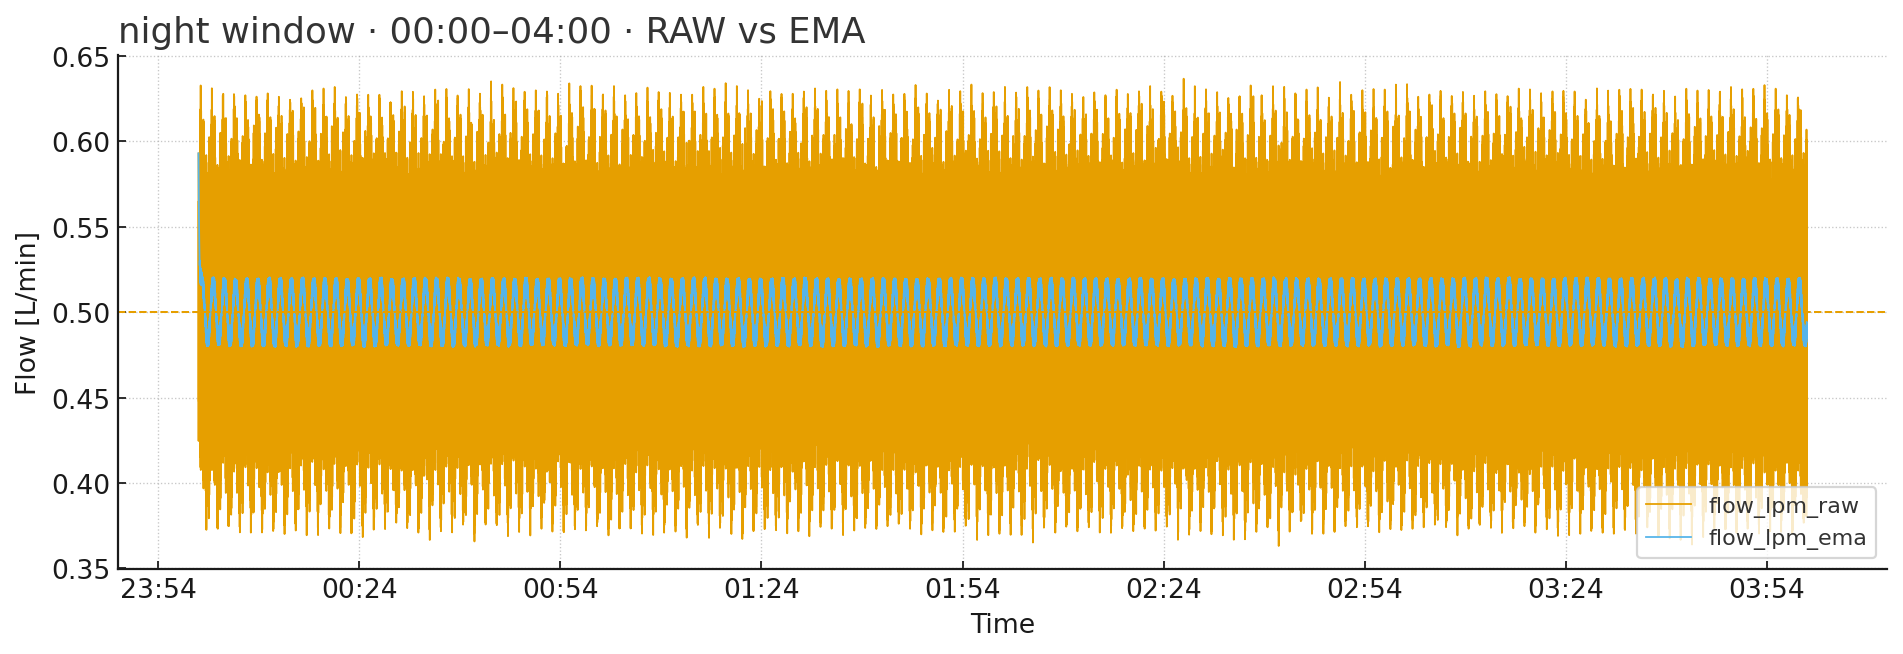 night window · 00:00–04:00 · RAW vs EMA
0.65
0.60
0.55
0.50
0.45
0.40
0.35
Flow [L/min]
flow_lpm_raw
flow_lpm_ema
23:54 00:24 00:54 01:24 01:54 02:24 02:54 03:24 03:54
Time